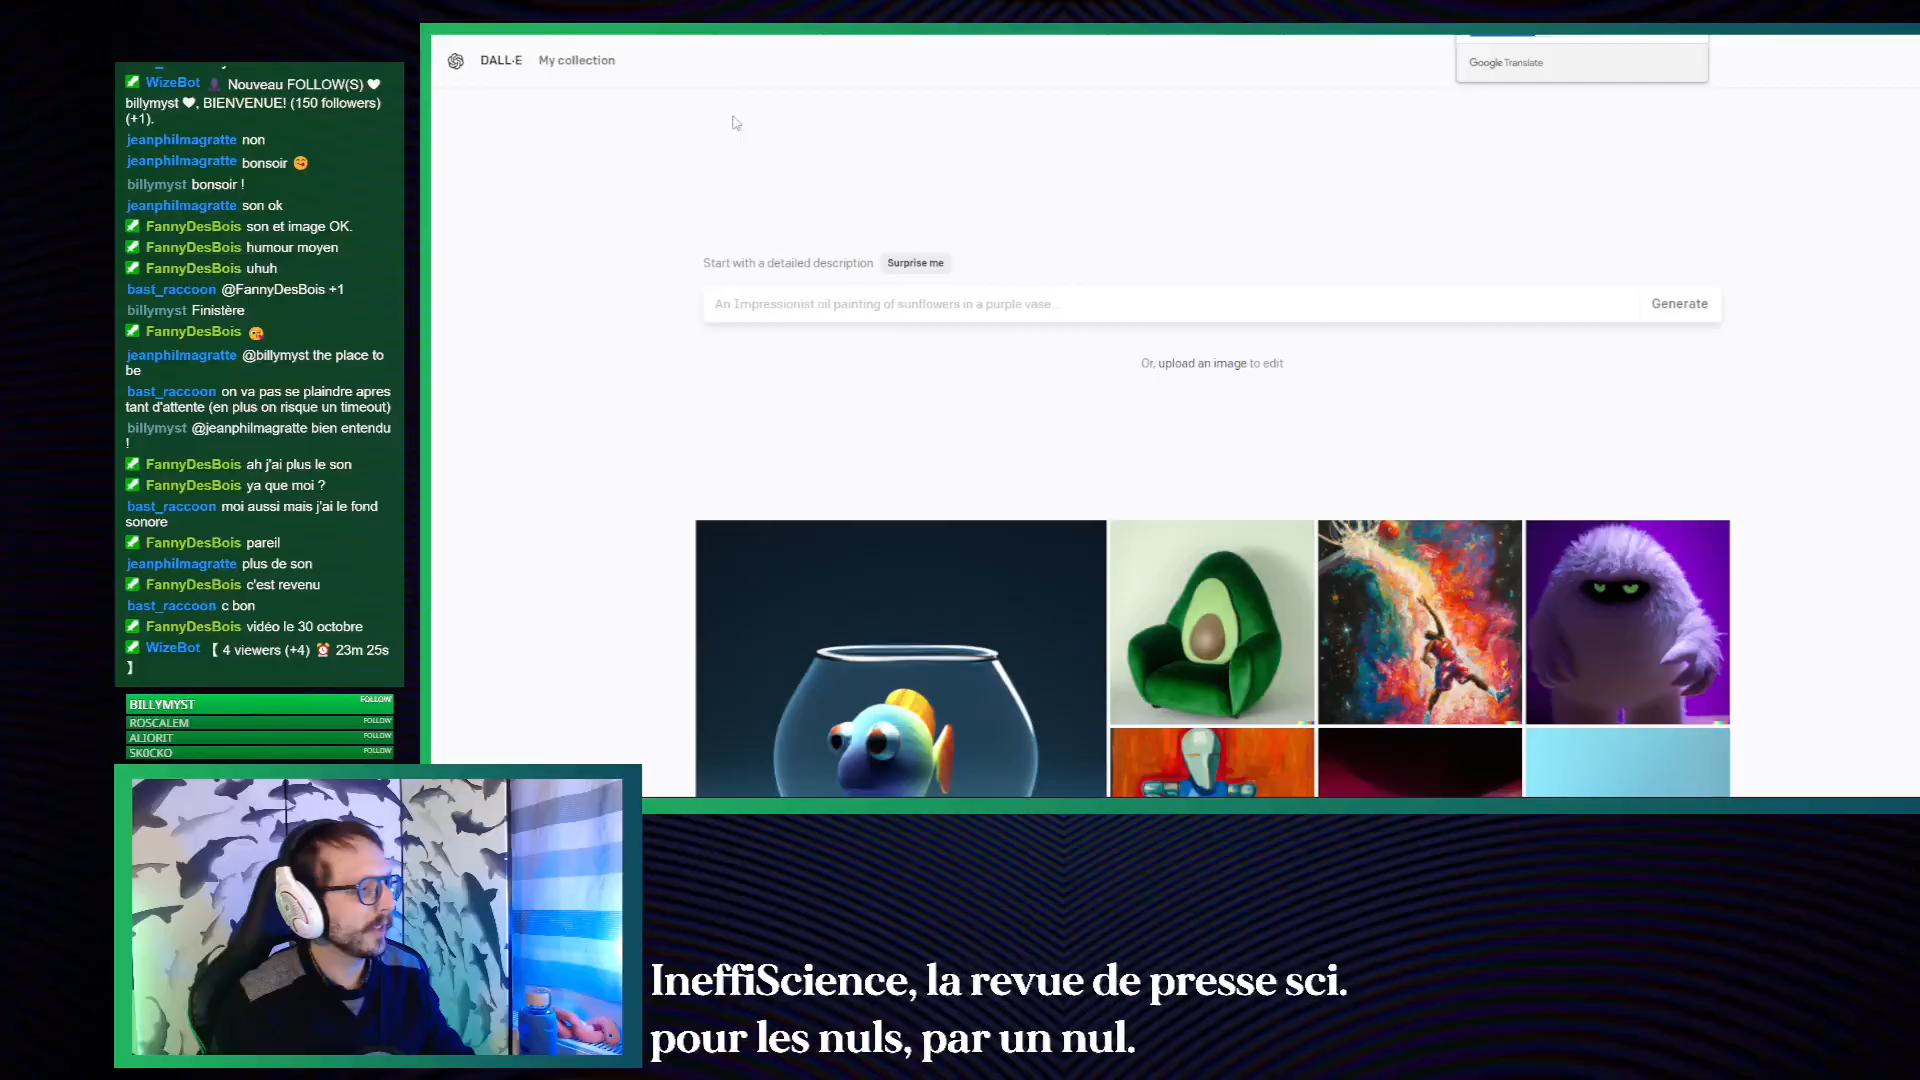 WizeBot 👤 Nouveau FOLLOW(S) 🤍
billymyst 🤍, BIENVENUE! (150 followers)
(+1).
jeanphilmagratte non
jeanphilmagratte bonsoir 😋
billymyst bonsoir !
jeanphilmagratte son ok
FannyDesBois son et image OK.
FannyDesBois humour moyen
FannyDesBois uhuh
bast_raccoon @FannyDesBois +1
billymyst Finistère
FannyDesBois 😘
jeanphilmagratte @billymyst the place to
be
bast_raccoon on va pas se plaindre apres
tant d'attente (en plus on risque un timeout)
billymyst @jeanphilmagratte bien entendu
!
FannyDesBois ah j'ai plus le son
FannyDesBois ya que moi ?
bast_raccoon moi aussi mais j'ai le fond
sonore
FannyDesBois pareil
jeanphilmagratte plus de son
FannyDesBois c'est revenu
bast_raccoon c bon
FannyDesBois vidéo le 30 octobre
WizeBot 【 4 viewers (+4) ⏰ 23m 25s
】
BILLYMYST FOLLOW
ROSCALEM FOLLOW
ALIORIT FOLLOW
SK0CKO FOLLOW
DALL·E My collection
Google Translate
Start with a detailed description Surprise me
An Impressionist oil painting of sunflowers in a purple vase...
Generate
Or, upload an image to edit
IneffiScience, la revue de presse sci.
pour les nuls, par un nul.